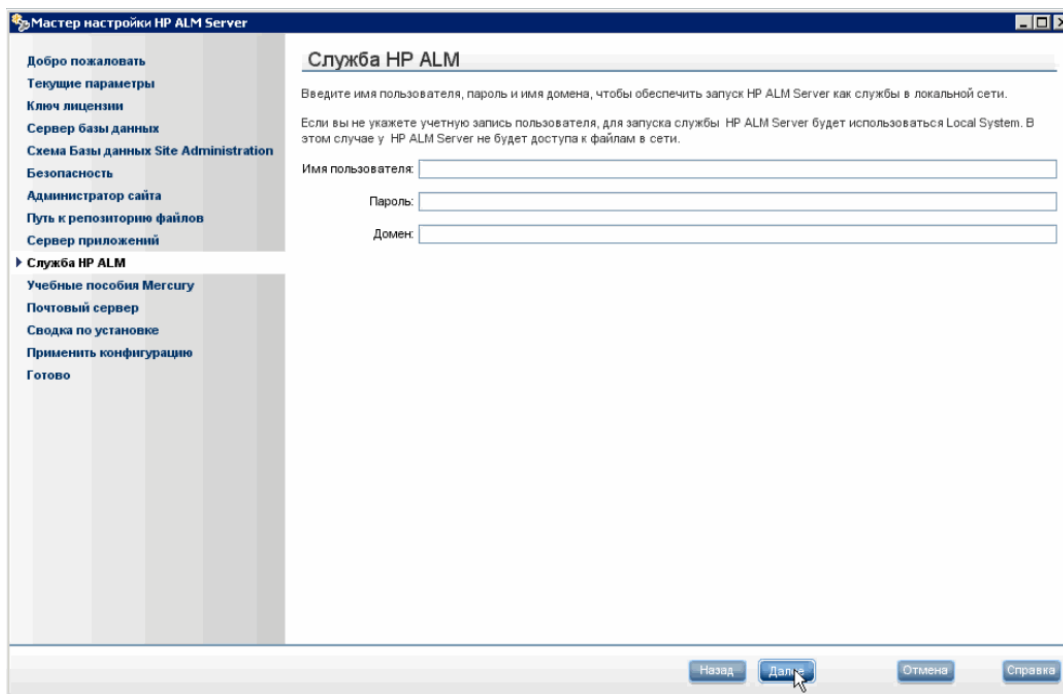 Мастер настройки HP ALM Server
Добро пожаловать
Текущие параметры
Ключ лицензии
Сервер базы данных
Схема Базы данных Site Administration
Безопасность
Администратор сайта
Путь к репозиторию файлов
Сервер приложений
Служба HP ALM
Учебные пособия Mercury
Почтовый сервер
Сводка по установке
Применить конфигурацию
Готово
Служба HP ALM
Введите имя пользователя, пароль и имя домена, чтобы обеспечить запуск HP ALM Server как службы в локальной сети.
Если вы не укажете учетную запись пользователя, для запуска службы HP ALM Server будет использоваться Local System. В
этом случае у HP ALM Server не будет доступа к файлам в сети.
Имя пользователя:
Пароль:
Домен:
Назад
Далее
Отмена
Справка